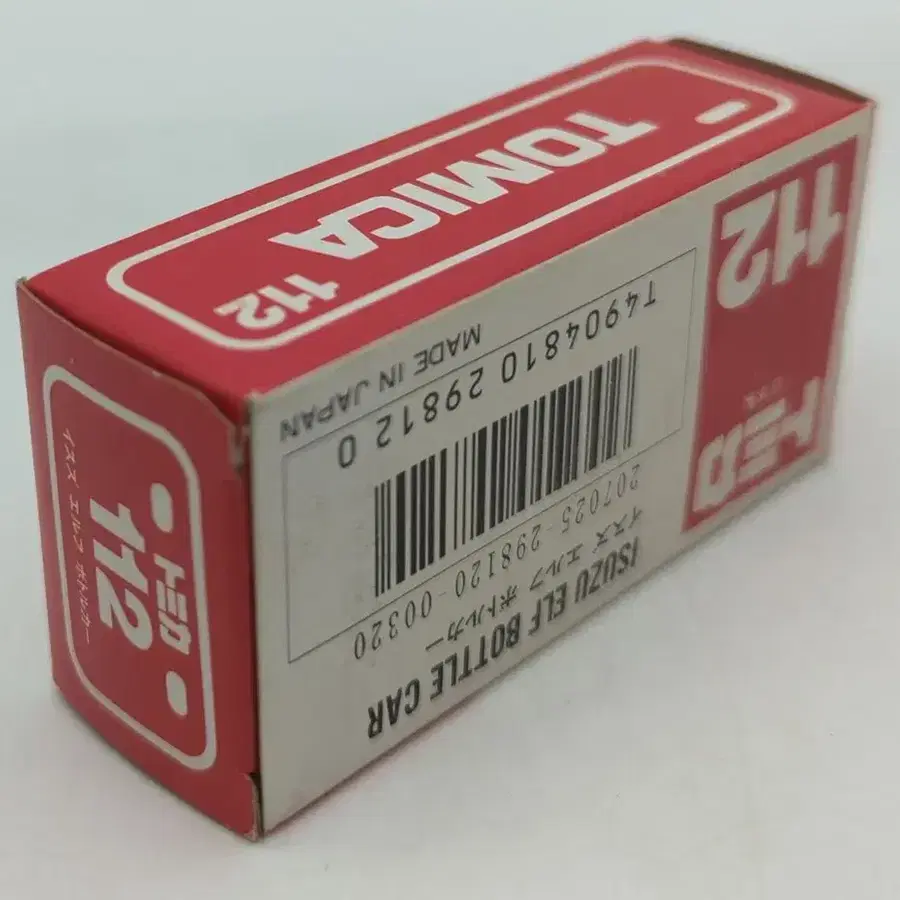 TOMICA 112
112
トミカ
ISUZU ELF BOTTLE CAR
イスズ エルフ ボトルカー
207025-298120-00320
T4904810 298120
MADE IN JAPAN
トミカ
112
イスズ エルフ ボトルカー